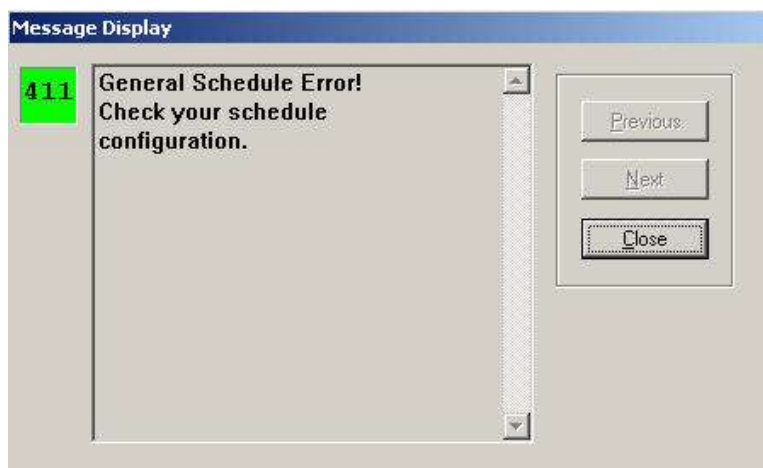 Message Display
411
General Schedule Error!
Check your schedule
configuration.
Previous
Next
Close